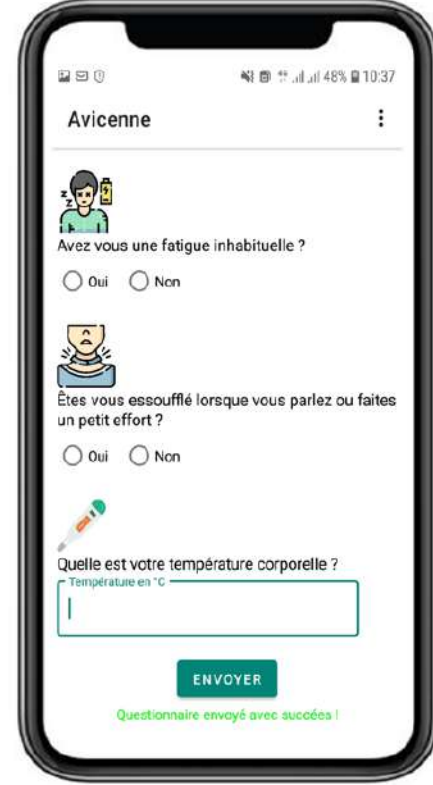 48% 10:37
Avicenne
Avez vous une fatigue inhabituelle ?
Oui Non
Êtes vous essoufflé lorsque vous parlez ou faites
un petit effort ?
Oui Non
Quelle est votre température corporelle ?
Température en °C
ENVOYER
Questionnaire envoyé avec succées !